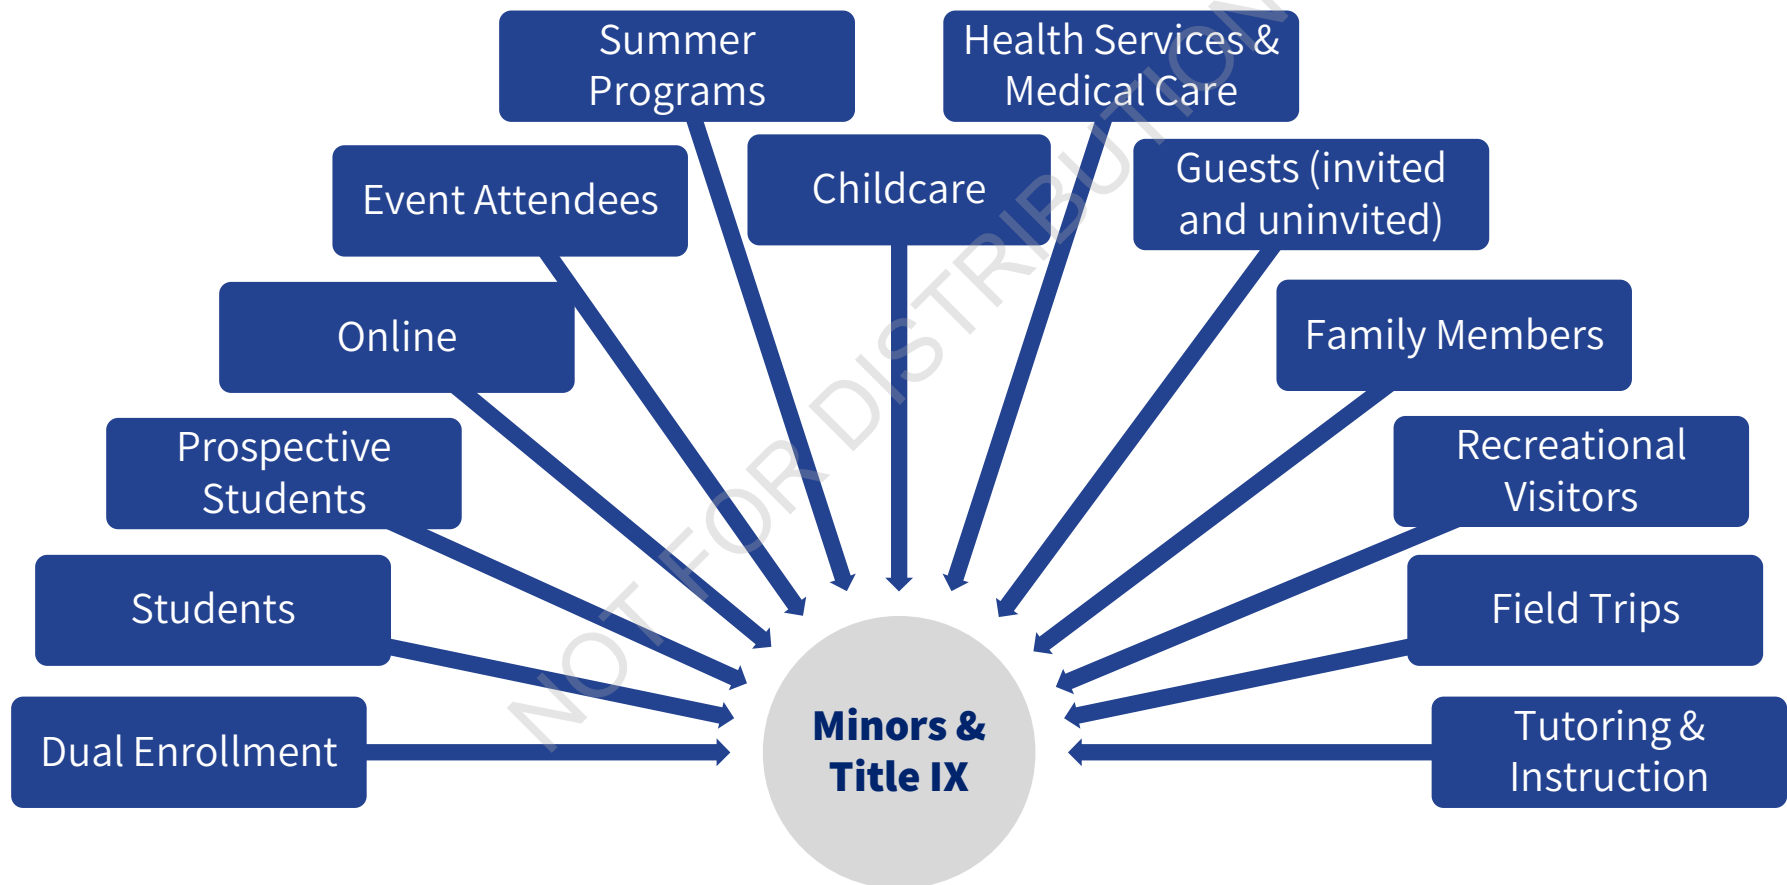 Summer
Programs
Health Services &
Medical Care
Event Attendees
Childcare
Guests (invited
and uninvited)
Online
Family Members
Prospective
Students
Recreational
Visitors
Students
Field Trips
Dual Enrollment
Minors &
Title IX
Tutoring &
Instruction
NOT FOR DISTRIBUTION